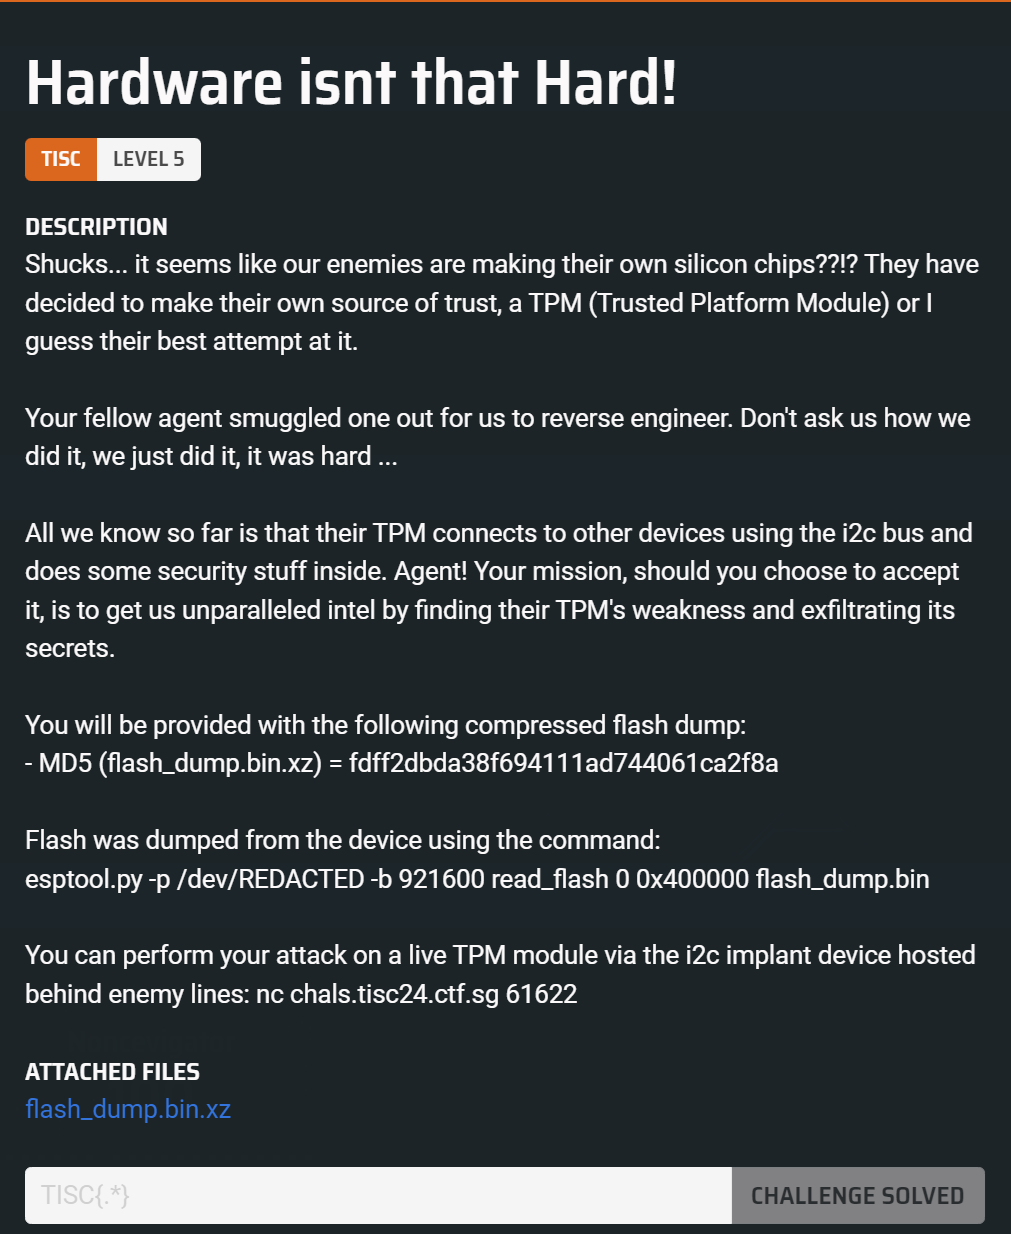 Hardware isnt that Hard!
TISC LEVEL 5
DESCRIPTION
Shucks... it seems like our enemies are making their own silicon chips??!? They have
decided to make their own source of trust, a TPM (Trusted Platform Module) or I
guess their best attempt at it.
Your fellow agent smuggled one out for us to reverse engineer. Don't ask us how we
did it, we just did it, it was hard ...
All we know so far is that their TPM connects to other devices using the i2c bus and
does some security stuff inside. Agent! Your mission, should you choose to accept
it, is to get us unparalleled intel by finding their TPM's weakness and exfiltrating its
secrets.
You will be provided with the following compressed flash dump:
- MD5 (flash_dump.bin.xz) = fdff2dbda38f694111ad744061ca2f8a
Flash was dumped from the device using the command:
esptool.py -p /dev/REDACTED -b 921600 read_flash 0 0x400000 flash_dump.bin
You can perform your attack on a live TPM module via the i2c implant device hosted
behind enemy lines: nc chals.tisc24.ctf.sg 61622
ATTACHED FILES
flash_dump.bin.xz
TISC{.*}
CHALLENGE SOLVED